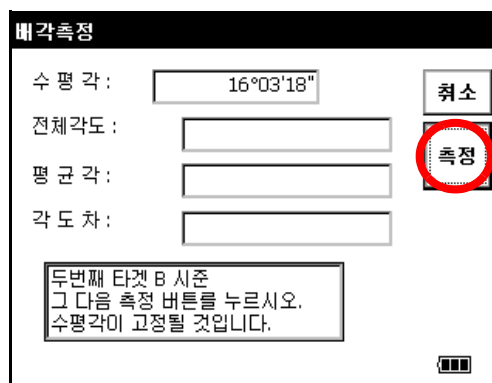 배각측정
수 평 각 : 16°03'18"
취소
전체각도 :
측정
평 균 각 :
각 도 차 :
두번째 타겟 B 시준
그 다음 측정 버튼를 누르시오.
수평각이 고정될 것입니다.